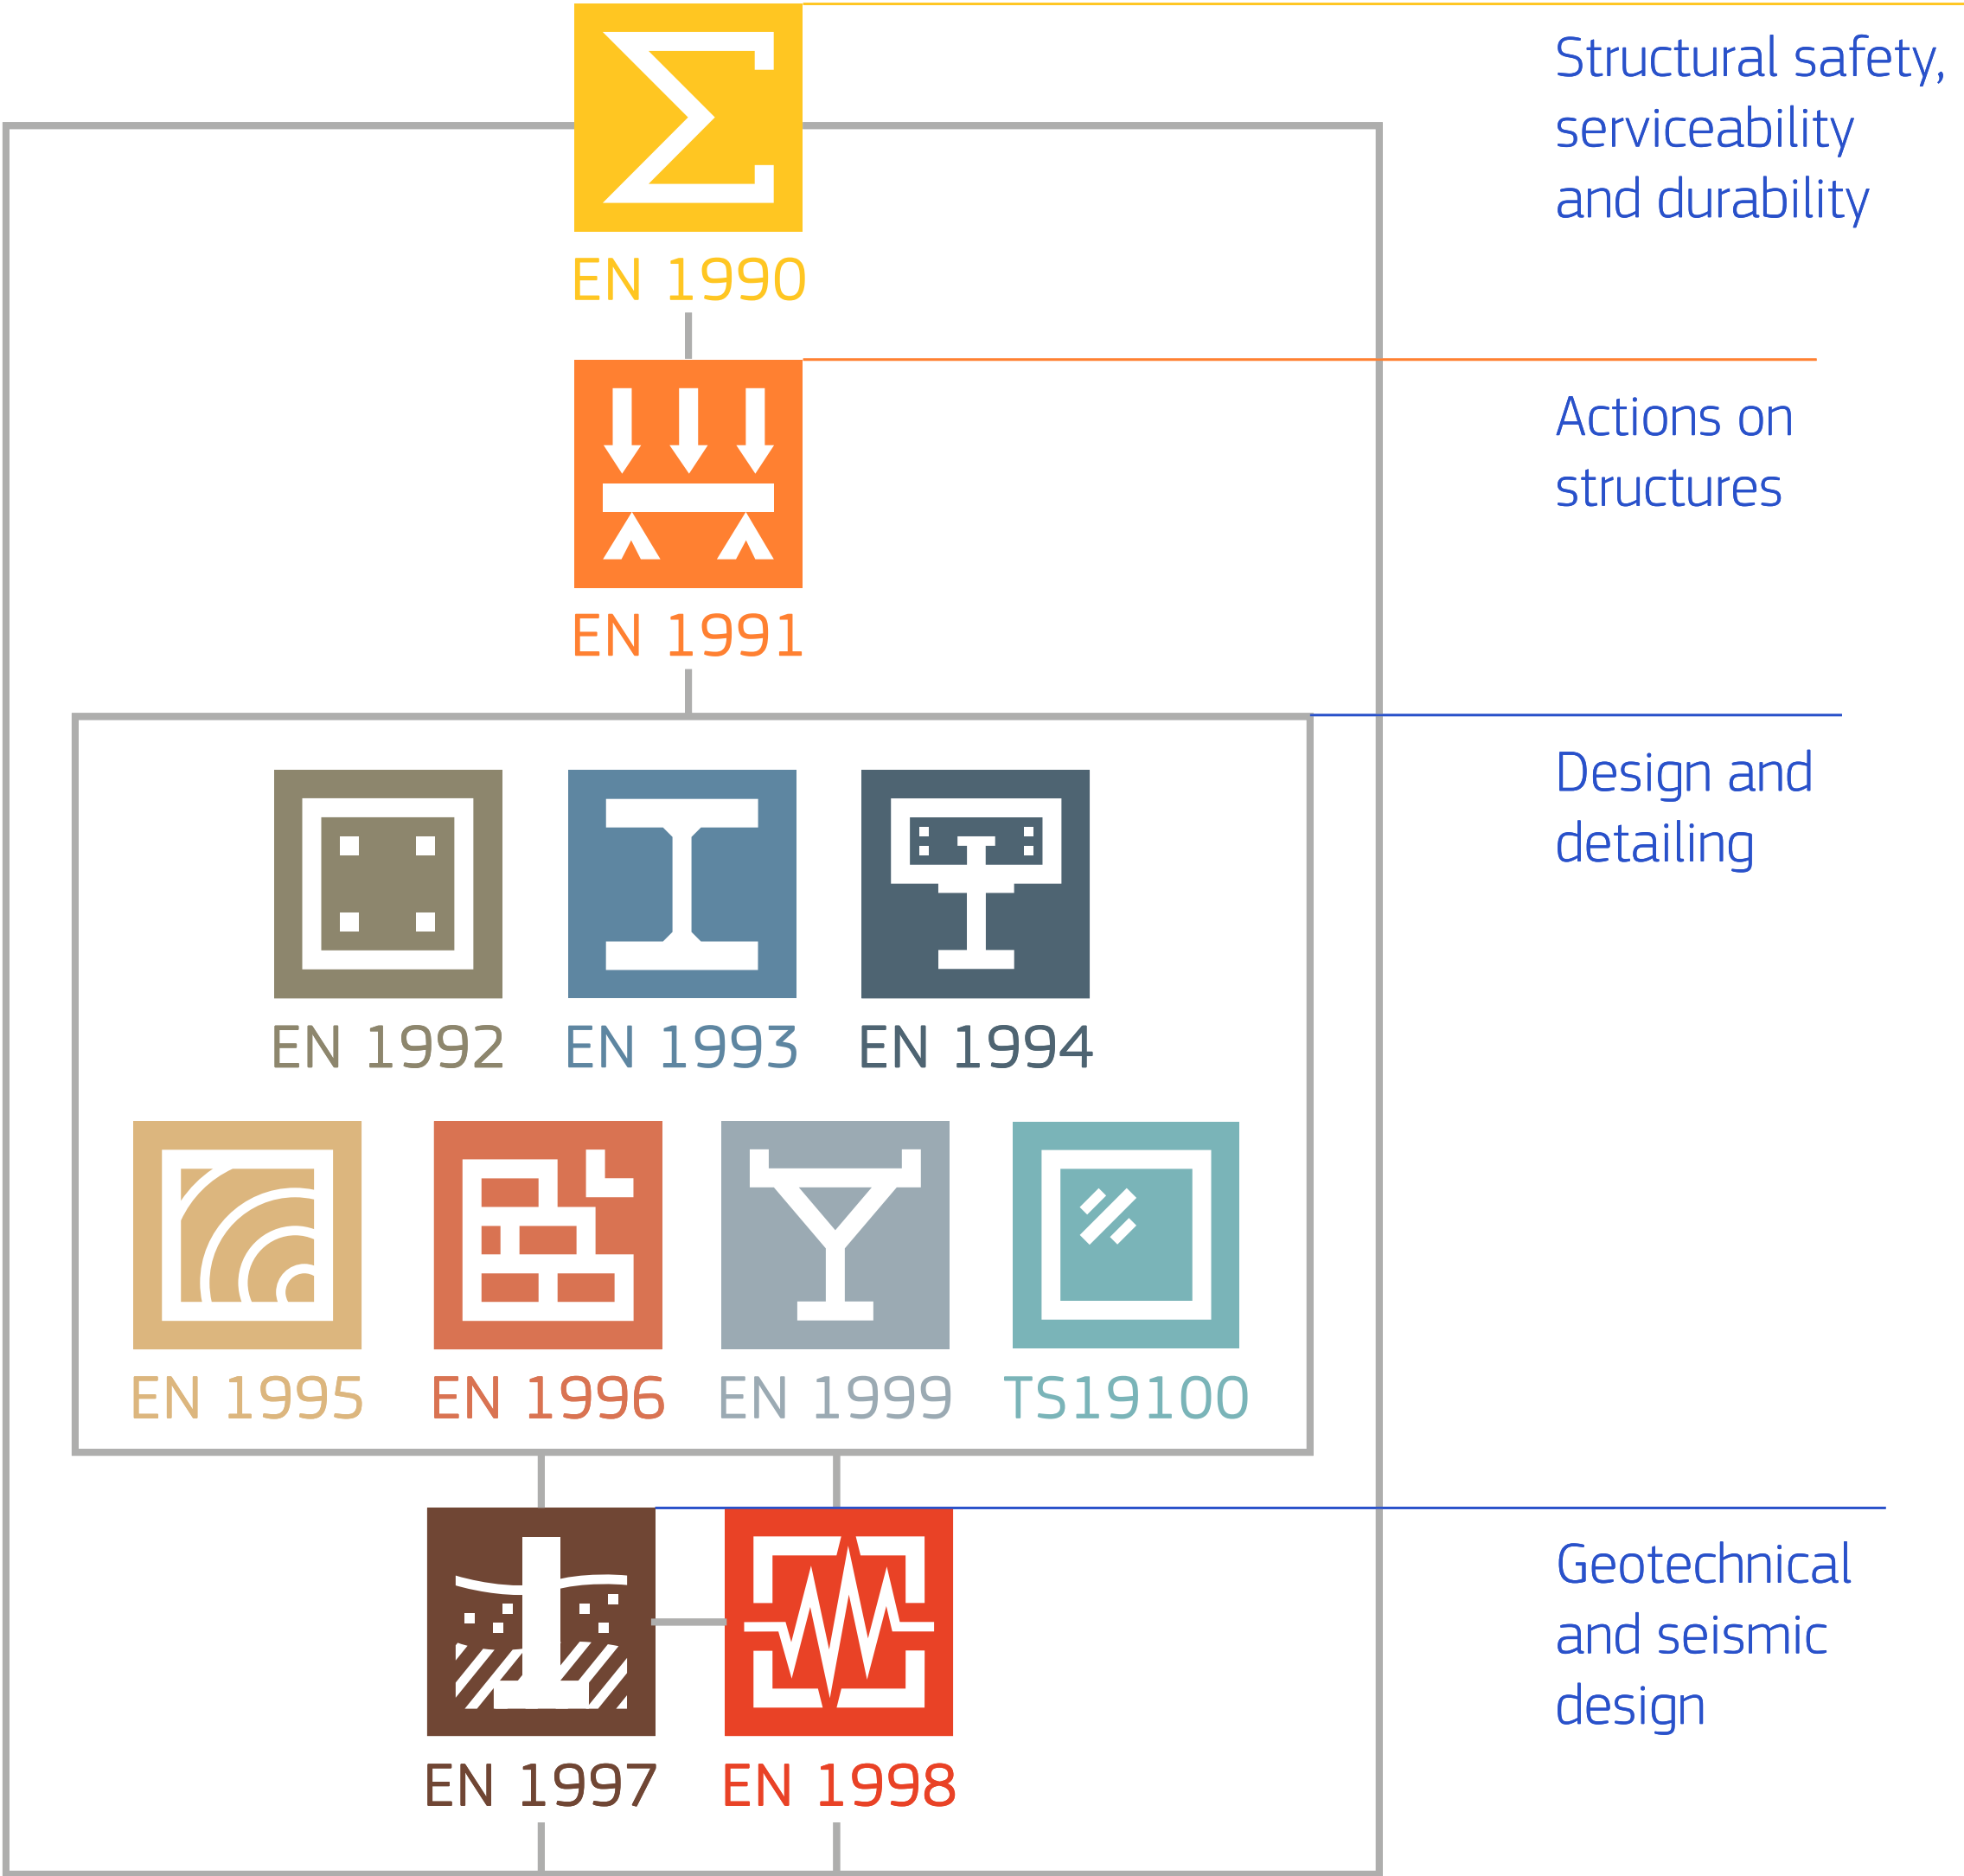 Structural safety,
serviceability
and durability
EN 1990
Actions on
structures
EN 1991
Design and
detailing
EN 1992
EN 1993
EN 1994
EN 1995
EN 1996
EN 1999
TS19100
Geotechnical
and seismic
design
EN 1997
EN 1998